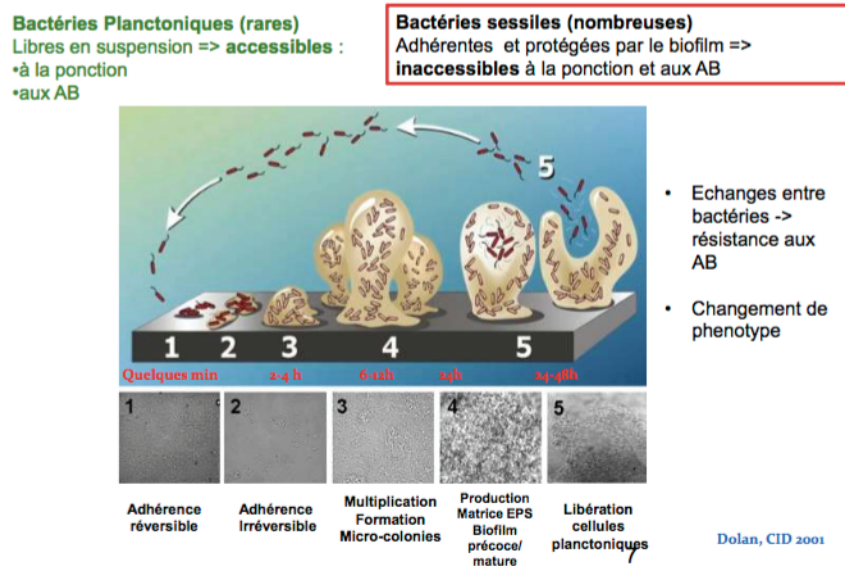 Bactéries Planctoniques (rares)
Libres en suspension => accessibles :
•à la ponction
•aux AB
Bactéries sessiles (nombreuses)
Adhérentes et protégées par le biofilm =>
inaccessibles à la ponction et aux AB
5
1 2 3 4 5
Quelques min 2-4 h 6-12h 24h 24-48h
• Echanges entre
bactéries ->
résistance aux
AB
• Changement de
phenotype
1 2 3 4 5
Adhérence
réversible
Adhérence
Irréversible
Multiplication
Formation
Micro-colonies
Production
Matrice EPS
Biofilm
précoce/
mature
Libération
cellules
planctoniques
7
Dolan, CID 2001